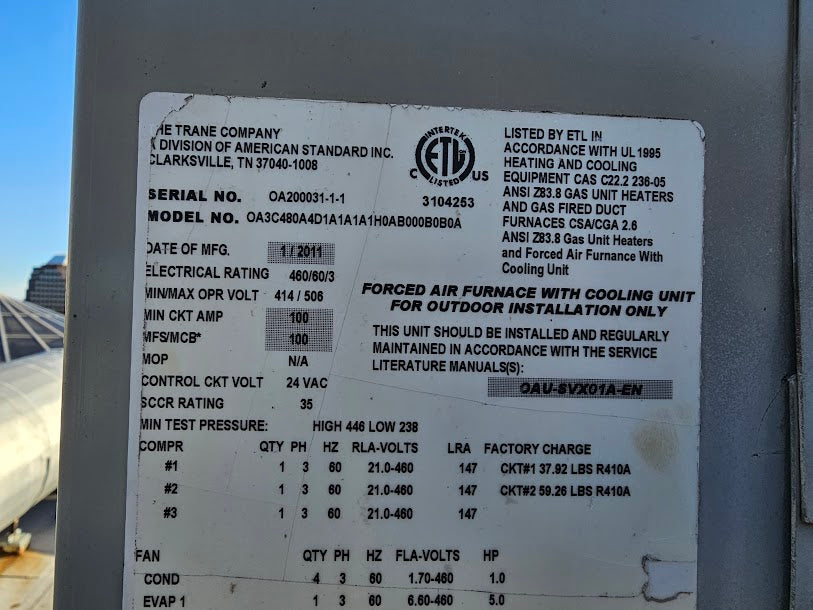 THE TRANE COMPANY
A DIVISION OF AMERICAN STANDARD INC.
CLARKSVILLE, TN 37040-1008
INTERTEK
ETL
LISTED
C US
3104253
LISTED BY ETL IN
ACCORDANCE WITH UL 1995
HEATING AND COOLING
EQUIPMENT CAS C22.2 236-05
ANSI Z83.8 GAS UNIT HEATERS
AND GAS FIRED DUCT
FURNACES CSA/CGA 2.6
ANSI Z83.8 Gas Unit Heaters
and Forced Air Furnance With
Cooling Unit
SERIAL NO. OA200031-1-1
MODEL NO. OA3C480A4D1A1A1A1H0AB000B0B0A
DATE OF MFG. 1 / 2011
ELECTRICAL RATING 460/60/3
MIN/MAX OPR VOLT 414 / 506
MIN CKT AMP 100
MFS/MCB* 100
MOP N/A
CONTROL CKT VOLT 24 VAC
SCCR RATING 35
FORCED AIR FURNACE WITH COOLING UNIT
FOR OUTDOOR INSTALLATION ONLY
THIS UNIT SHOULD BE INSTALLED AND REGULARLY
MAINTAINED IN ACCORDANCE WITH THE SERVICE
LITERATURE MANUALS(S):
OAU-SVX01A-EN
MIN TEST PRESSURE: HIGH 446 LOW 238
COMPR QTY PH HZ RLA-VOLTS LRA FACTORY CHARGE
#1 1 3 60 21.0-460 147 CKT#1 37.92 LBS R410A
#2 1 3 60 21.0-460 147 CKT#2 59.26 LBS R410A
#3 1 3 60 21.0-460 147
FAN QTY PH HZ FLA-VOLTS HP
COND 4 3 60 1.70-460 1.0
EVAP 1 1 3 60 6.60-460 5.0